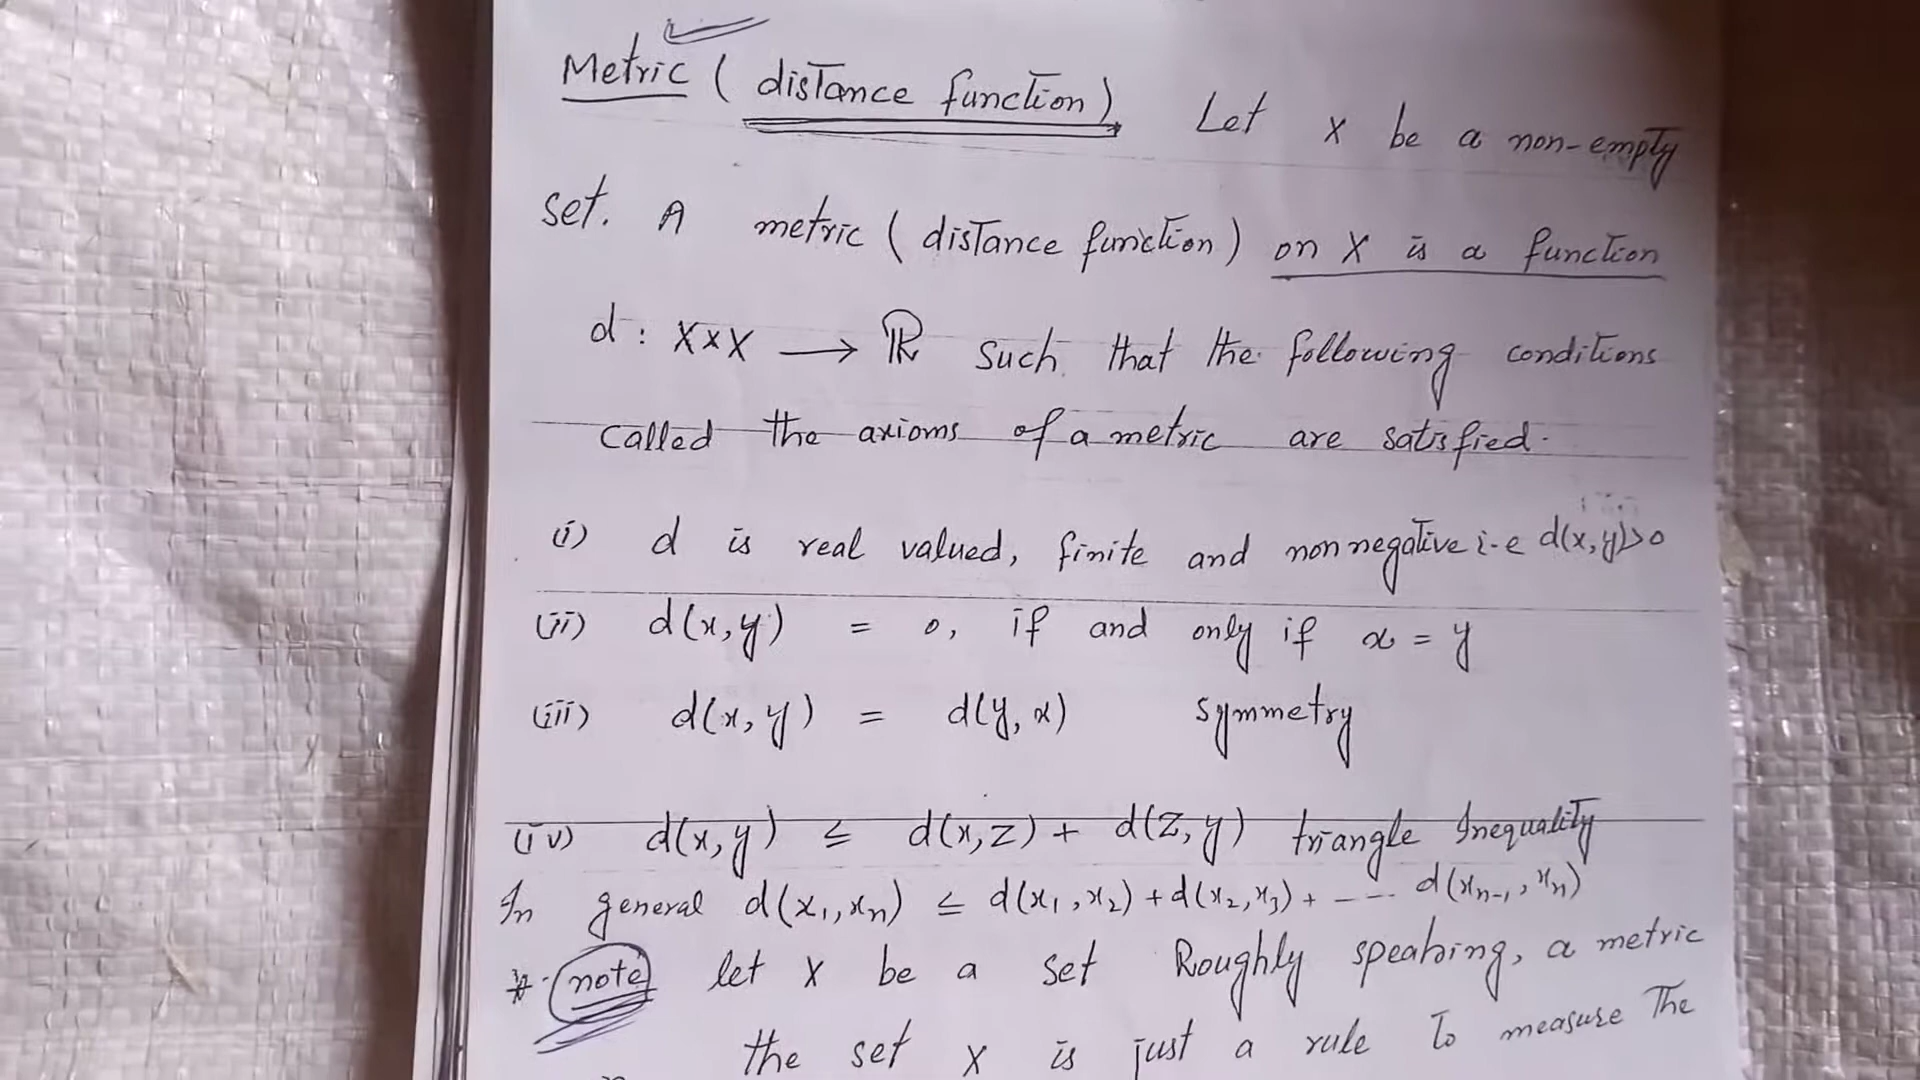 Metric (distance function) Let X be a non-empty
set. A metric (distance function) on X is a function
d : X×X ⟶ ℝ such that the following conditions
called the axioms of a metric are satisfied.
(i) d is real valued, finite and non negative i.e d(x,y)>0
(ii) d(x,y) = 0, if and only if x = y
(iii) d(x,y) = d(y,x) symmetry
(iv) d(x,y) ≤ d(x,z) + d(z,y) triangle Inequality
In general d(x₁,xn) ≤ d(x₁,x₂) + d(x₂,x₃) + ---- d(xn-₁,xn)
* note let X be a set Roughly speaking, a metric
the set X is just a rule to measure the